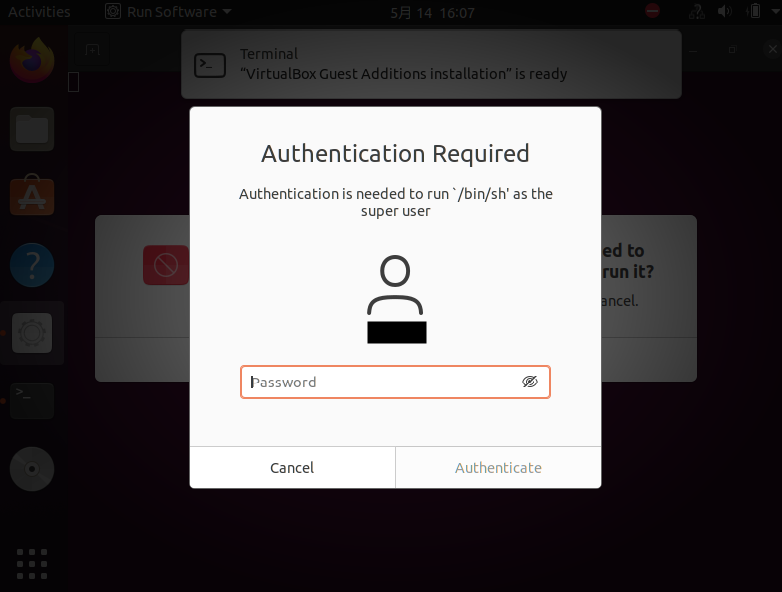 Activities
Run Software
5月 14 16:07
Terminal
“VirtualBox Guest Additions installation” is ready
>_
Authentication Required
Authentication is needed to run `/bin/sh' as the
super user
ed to
run it?
ancel.
Password
Cancel
Authenticate
>_
?